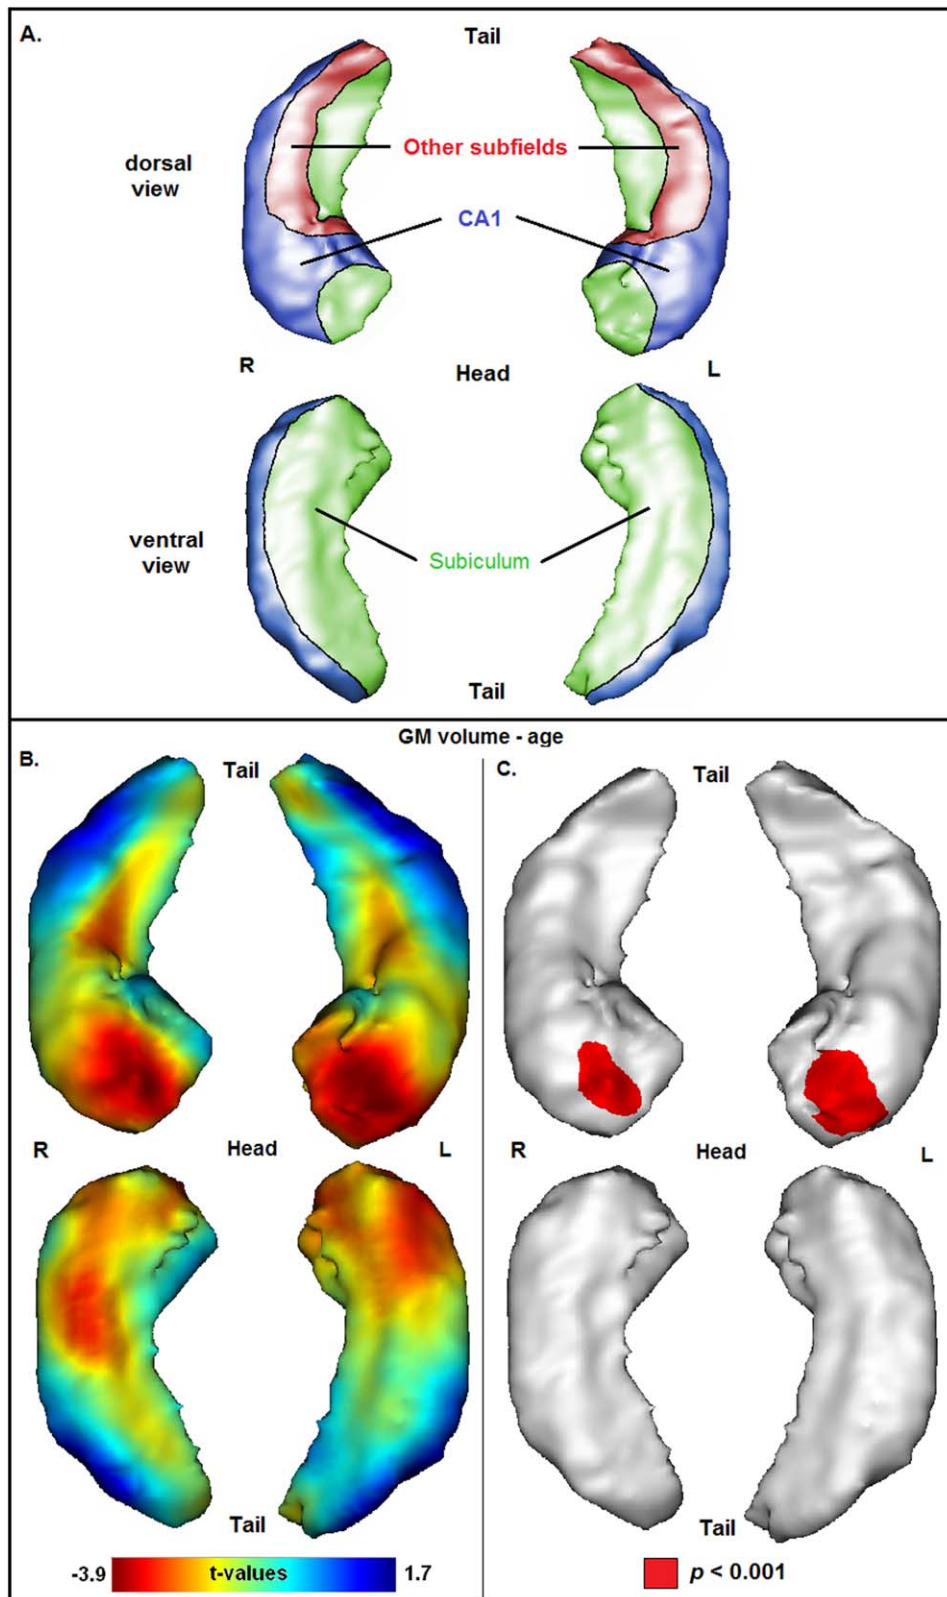 A.
Tail
Other subfields
dorsal
view
CA1
R
Head
L
ventral
view
Subiculum
Tail
GM volume - age
B.
Tail
C.
Tail
R
Head
L
R
Head
L
Tail
Tail
-3.9
t-values
1.7
p < 0.001